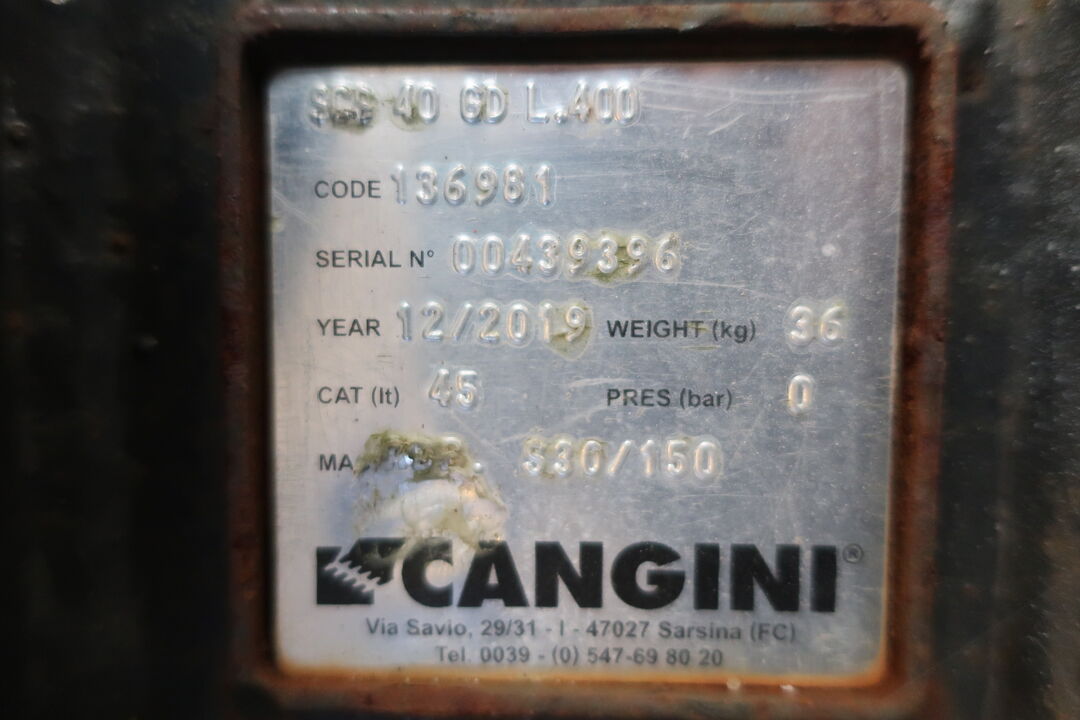 40 GD L.400
CODE 136981
SERIAL N° 00439396
YEAR 12/2019 WEIGHT (kg) 36
CAT (lt) 45 PRES (bar) 0
S30/150
CANGINI®
Via Savio, 29/31 - I - 47027 Sarsina (FC)
Tel. 0039 - (0) 547-69 80 20